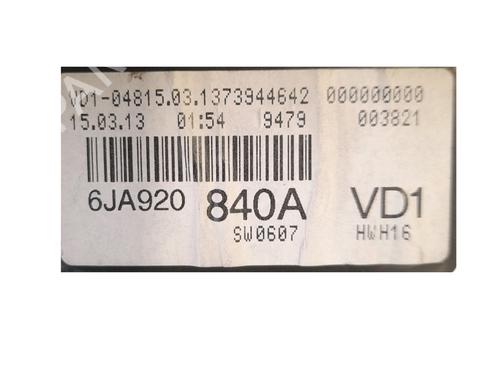 VD1-04815.03.1373944642 000000000
15.03.13 01:54 9479 003821
6JA920 840A VD1
SW0607 HWH16